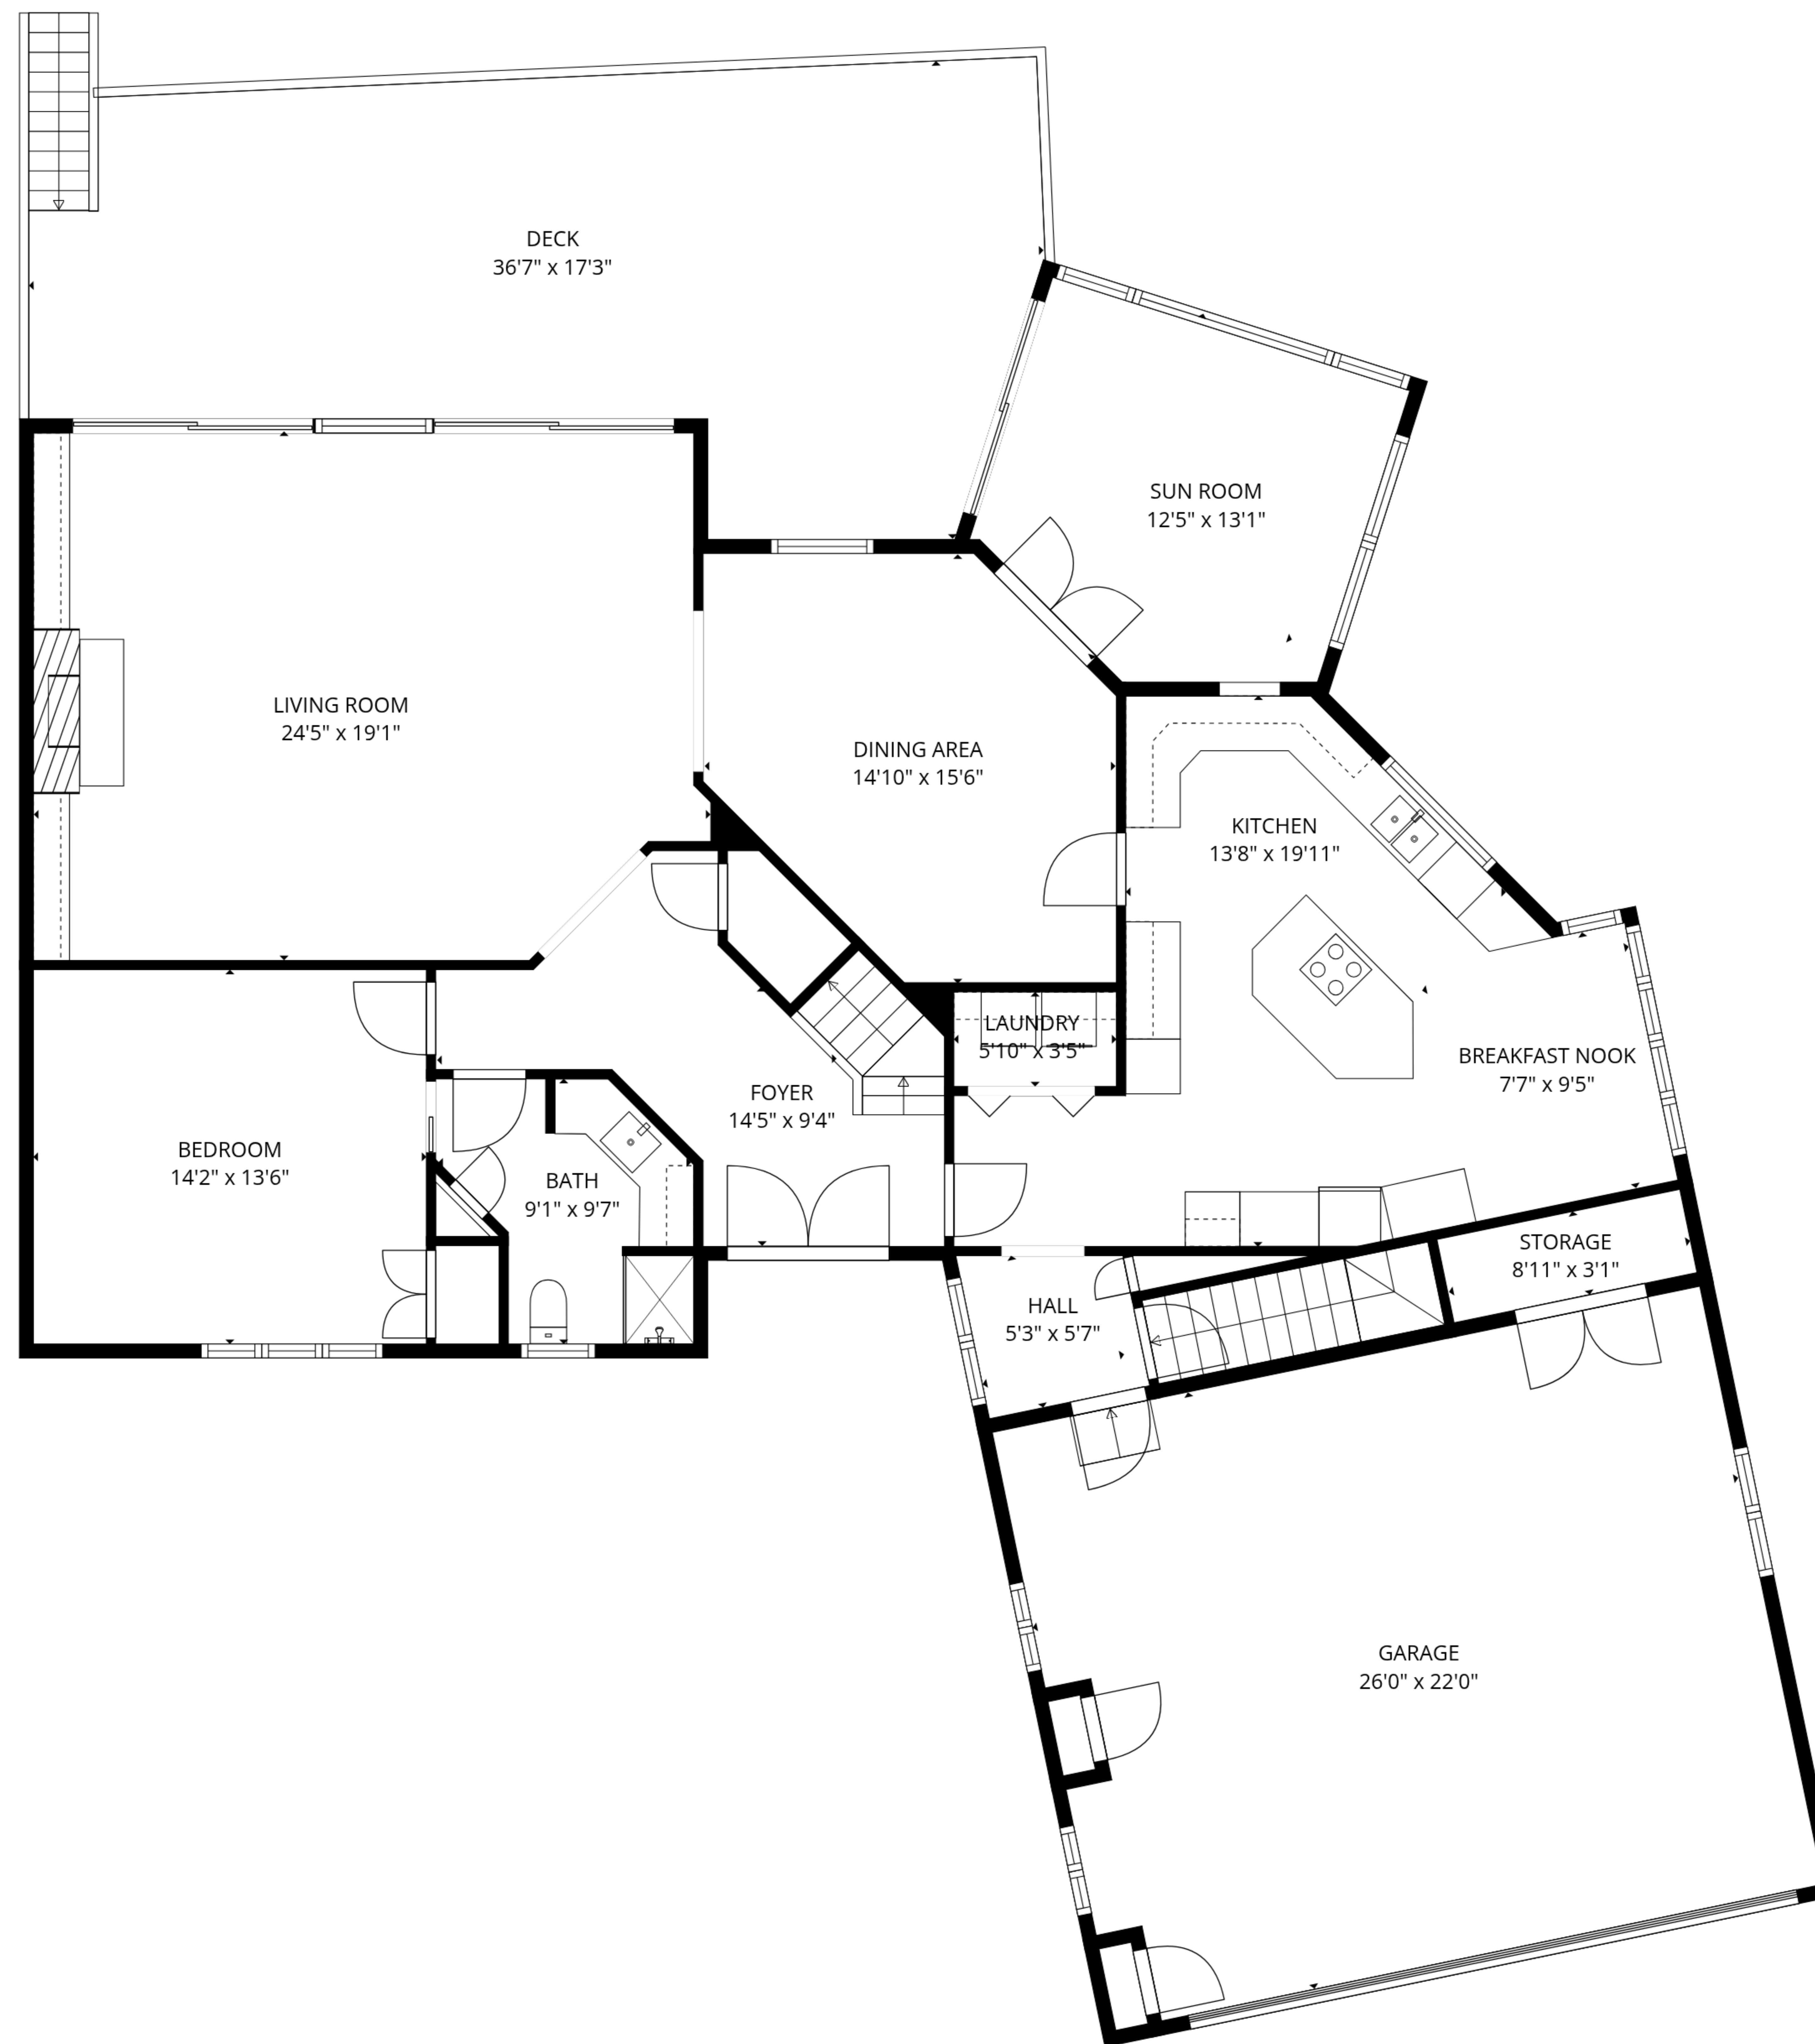 DECK
36'7" x 17'3"
SUN ROOM
12'5" x 13'1"
LIVING ROOM
24'5" x 19'1"
DINING AREA
14'10" x 15'6"
KITCHEN
13'8" x 19'11"
LAUNDRY
5'10" x 3'5"
BREAKFAST NOOK
7'7" x 9'5"
FOYER
14'5" x 9'4"
BEDROOM
14'2" x 13'6"
BATH
9'1" x 9'7"
STORAGE
8'11" x 3'1"
HALL
5'3" x 5'7"
GARAGE
26'0" x 22'0"